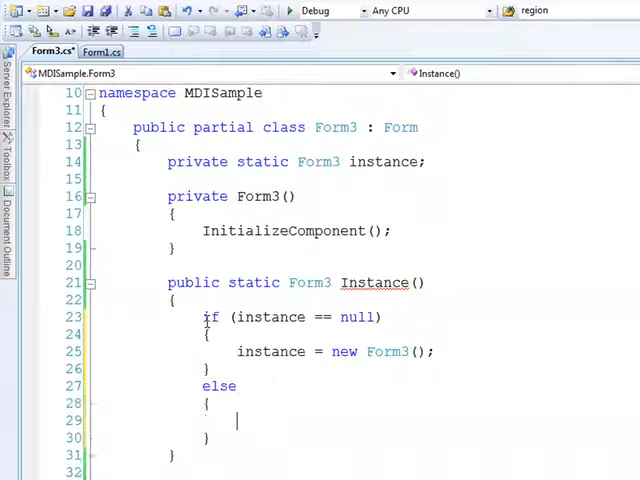 Debug
Any CPU
region
Form3.cs*
Form1.cs
MDISample.Form3
Instance()
Server Explorer
Toolbox
Document Outline
10 namespace MDISample
11 {
12 public partial class Form3 : Form
13 {
14 private static Form3 instance;
15
16 private Form3()
17 {
18 InitializeComponent();
19 }
20
21 public static Form3 Instance()
22 {
23 if (instance == null)
24 {
25 instance = new Form3();
26 }
27 else
28 {
29
30 }
31 }
32